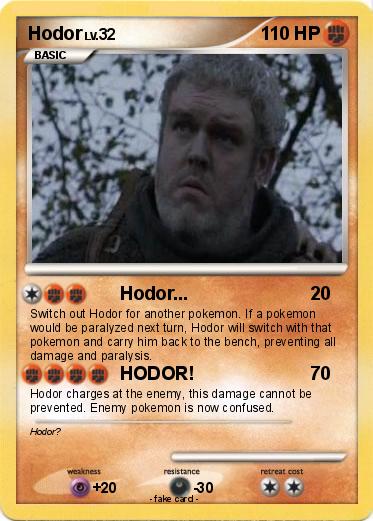 Hodor LV.32 110 HP
BASIC
Hodor... 20
Switch out Hodor for another pokemon. If a pokemon
would be paralyzed next turn, Hodor will switch with that
pokemon and carry him back to the bench, preventing all
damage and paralysis.
HODOR! 70
Hodor charges at the enemy, this damage cannot be
prevented. Enemy pokemon is now confused.
Hodor?
weakness resistance retreat cost
+20 -30
- fake card -